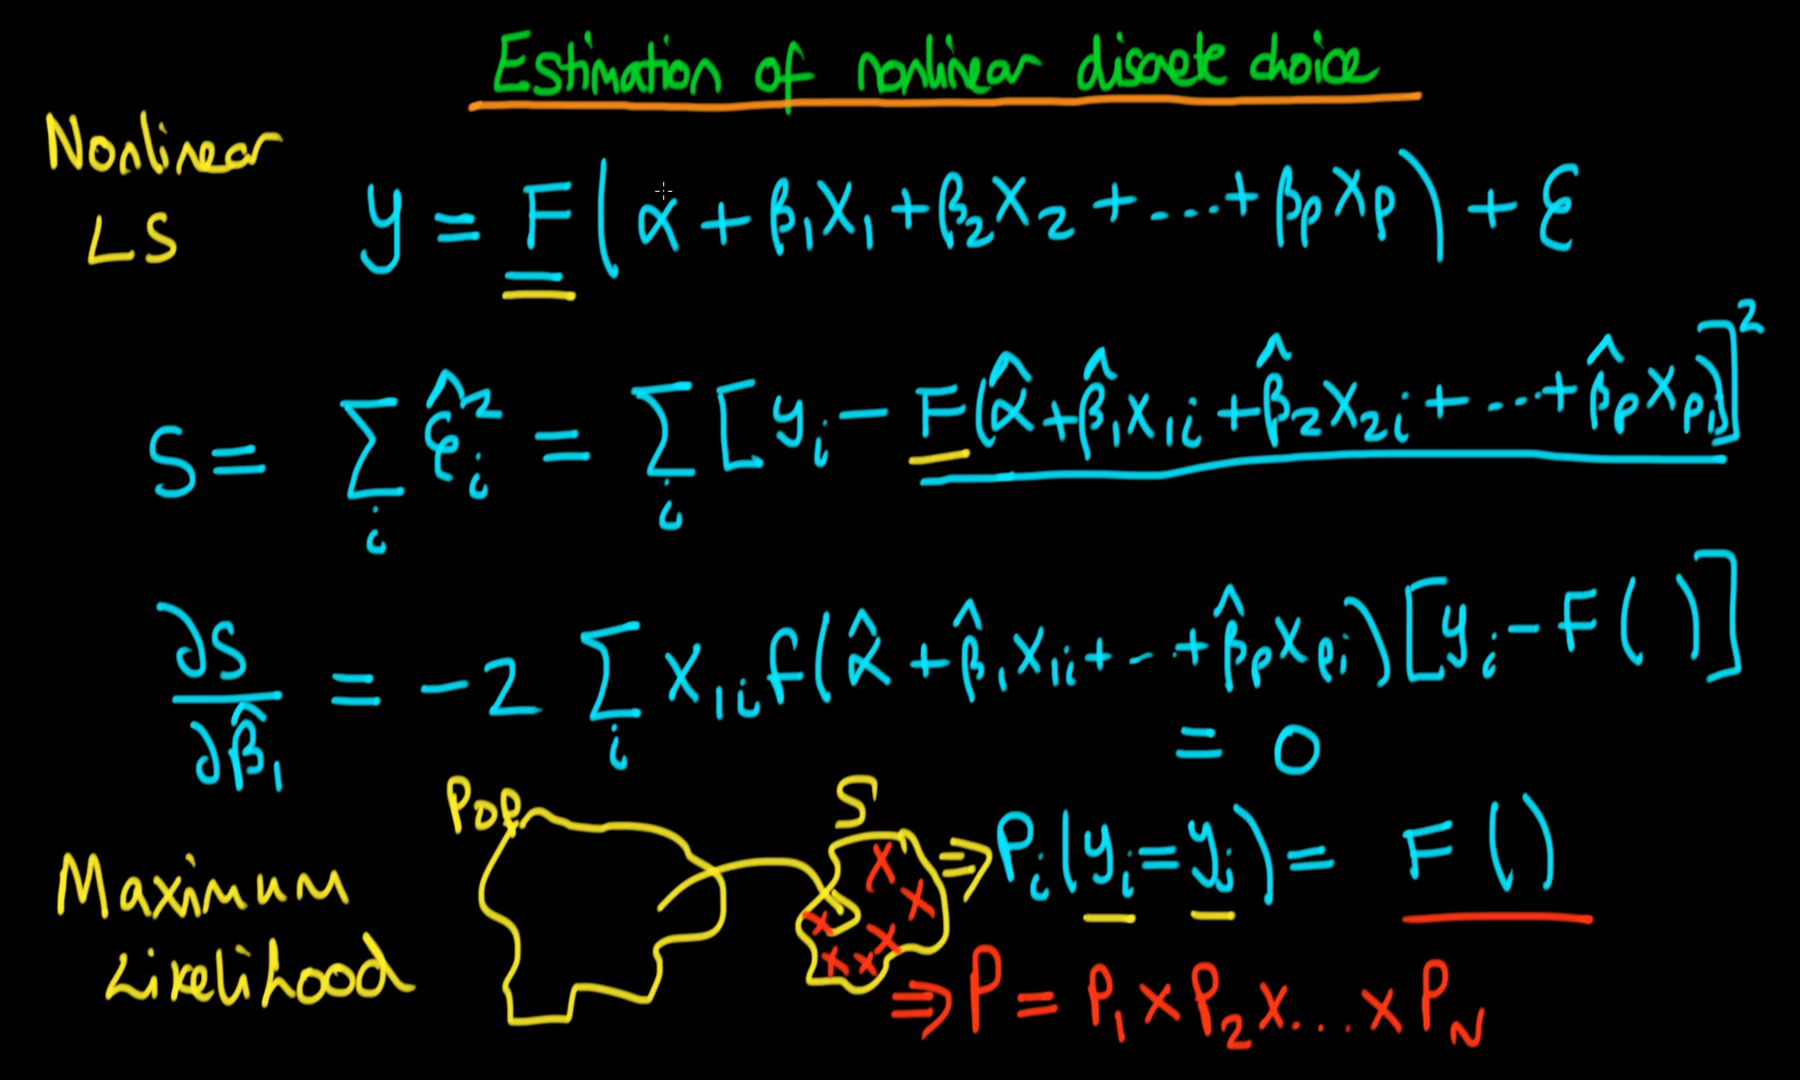 Estimation of nonlinear discrete choice
Nonlinear
LS
y = F(α + β₁X₁ + β₂X₂ + ... + βpXp) + ε
S = Σᵢ ε̂ᵢ² = Σᵢ [yᵢ − F(α̂ + β̂₁X₁ᵢ + β̂₂X₂ᵢ + ... + β̂pXpᵢ)]²
∂S/∂β̂₁ = −2 Σᵢ X₁ᵢ f(α̂ + β̂₁X₁ᵢ + ... + β̂pXpᵢ) [yᵢ − F( )]
= 0
Pop
S
Maximum
Likelihood
⇒ Pᵢ(yᵢ = yᵢ) = F( )
⇒ P = P₁ × P₂ × ... × P_N